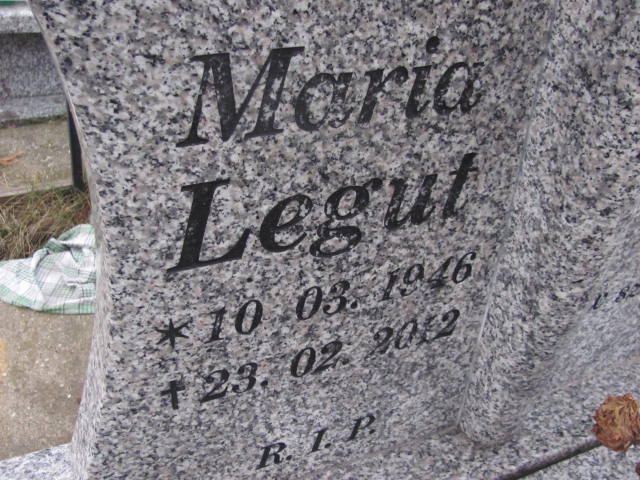 Maria
Legut
* 10 03. 1946
✝ 23. 02. 2012
R. I. P.